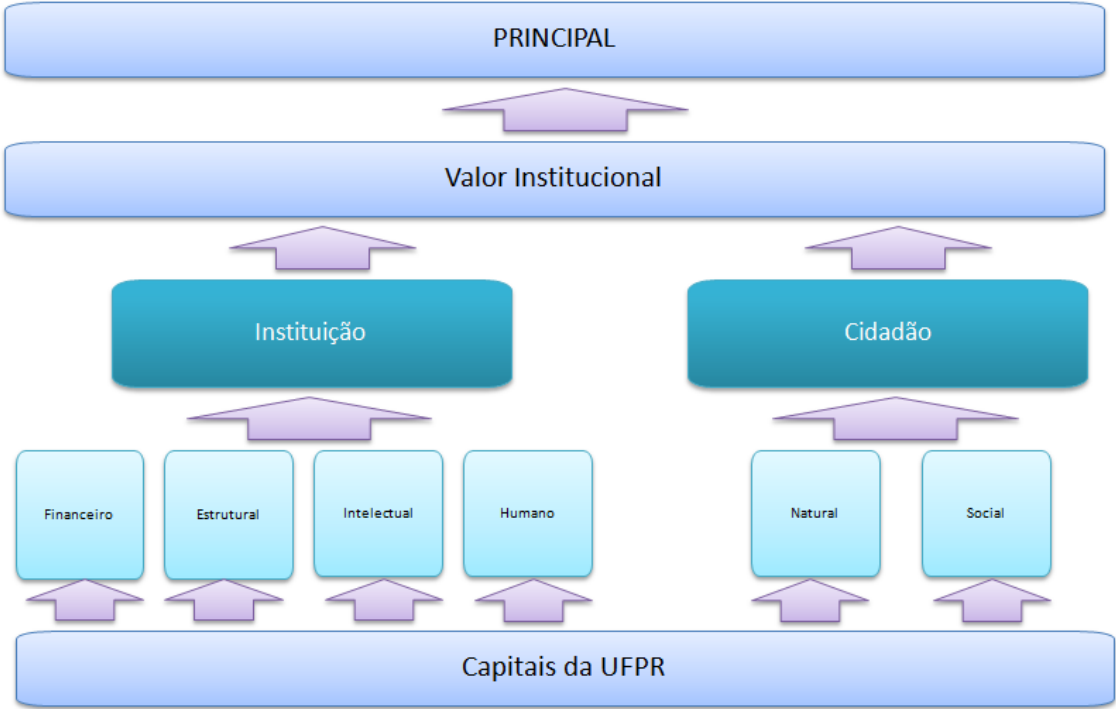 PRINCIPAL
Valor Institucional
Instituição
Cidadão
Financeiro
Estrutural
Intelectual
Humano
Natural
Social
Capitais da UFPR